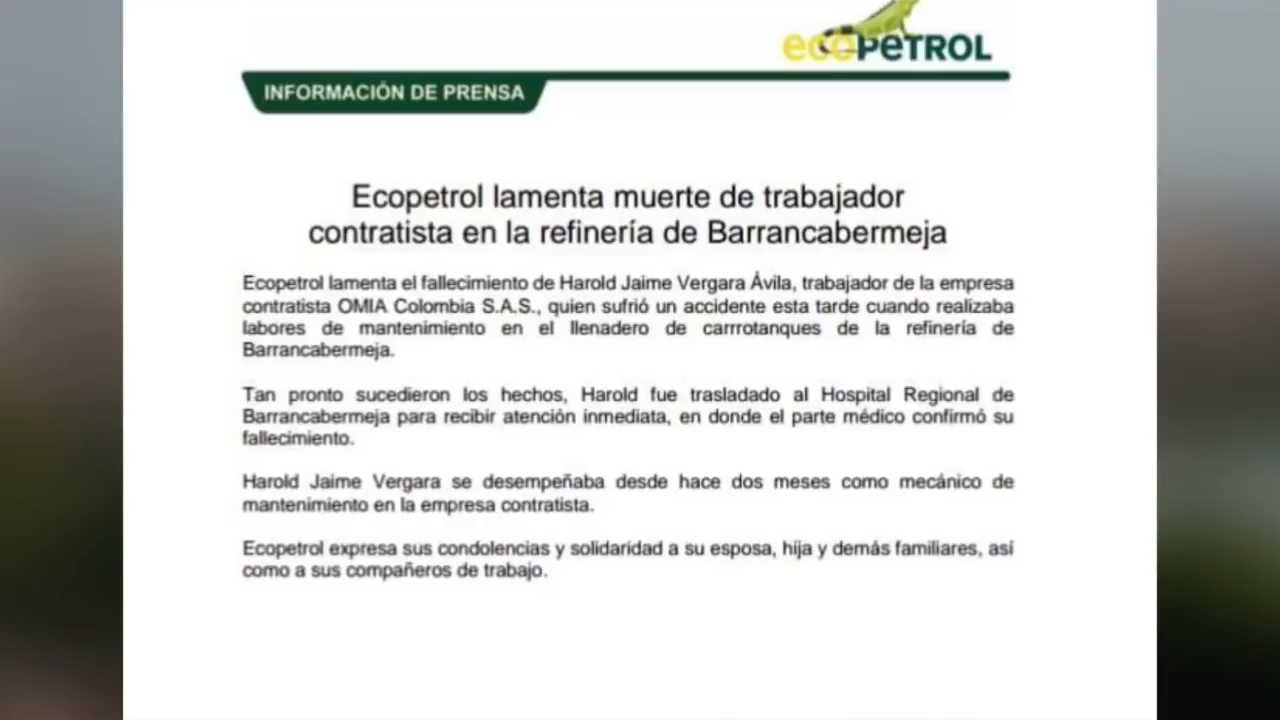 ecopetrol
INFORMACIÓN DE PRENSA
Ecopetrol lamenta muerte de trabajador
contratista en la refinería de Barrancabermeja
Ecopetrol lamenta el fallecimiento de Harold Jaime Vergara Ávila, trabajador de la empresa
contratista OMIA Colombia S.A.S., quien sufrió un accidente esta tarde cuando realizaba
labores de mantenimiento en el llenadero de carrrotanques de la refinería de
Barrancabermeja.
Tan pronto sucedieron los hechos, Harold fue trasladado al Hospital Regional de
Barrancabermeja para recibir atención inmediata, en donde el parte médico confirmó su
fallecimiento.
Harold Jaime Vergara se desempeñaba desde hace dos meses como mecánico de
mantenimiento en la empresa contratista.
Ecopetrol expresa sus condolencias y solidaridad a su esposa, hija y demás familiares, así
como a sus compañeros de trabajo.